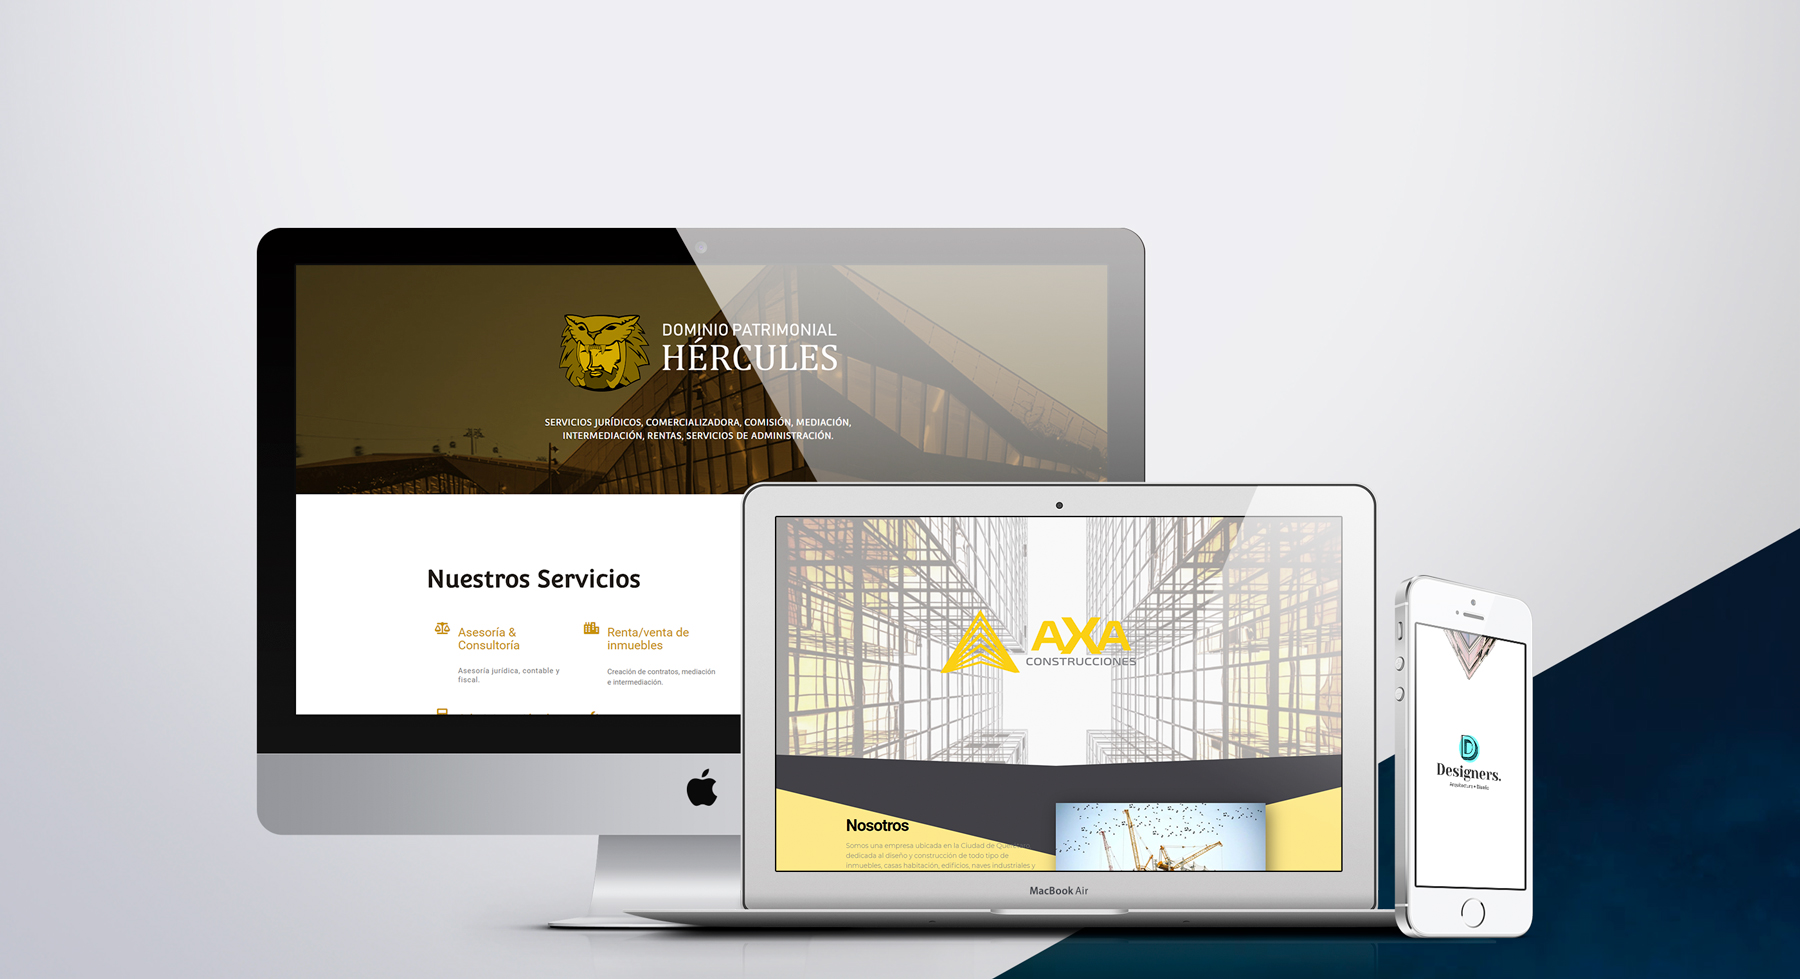 DOMINIO PATRIMONIAL
HÉRCULES
SERVICIOS JURÍDICOS, COMERCIALIZADORA, COMISIÓN, MEDIACIÓN,
INTERMEDIACIÓN, RENTAS, SERVICIOS DE ADMINISTRACIÓN.
Nuestros Servicios
Asesoría &
Consultoría
Asesoría jurídica, contable y
fiscal.
Renta/venta de
inmuebles
Creación de contratos, mediación
e intermediación.
AXA
CONSTRUCCIONES
Nosotros
Somos una empresa ubicada en la Ciudad de Querétaro
dedicada al diseño y construcción de todo tipo de
inmuebles, casas habitación, edificios, naves industriales y
MacBook Air
D
Designers.
Arquitectura + Diseño